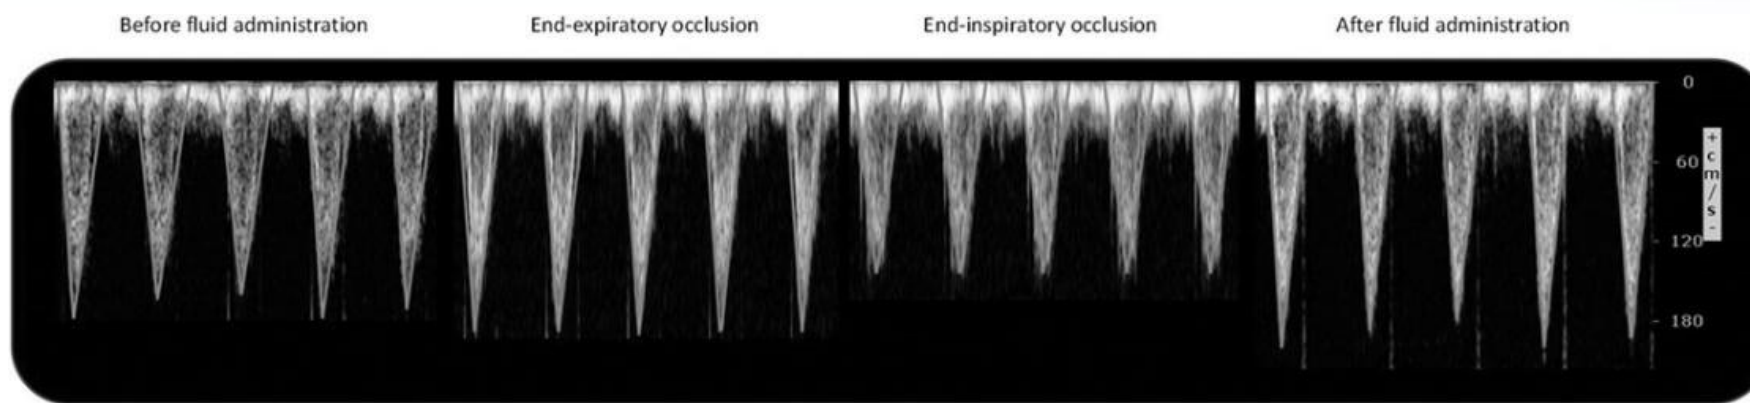 Before fluid administration
End-expiratory occlusion
End-inspiratory occlusion
After fluid administration
0
60
120
180
+cm/s-